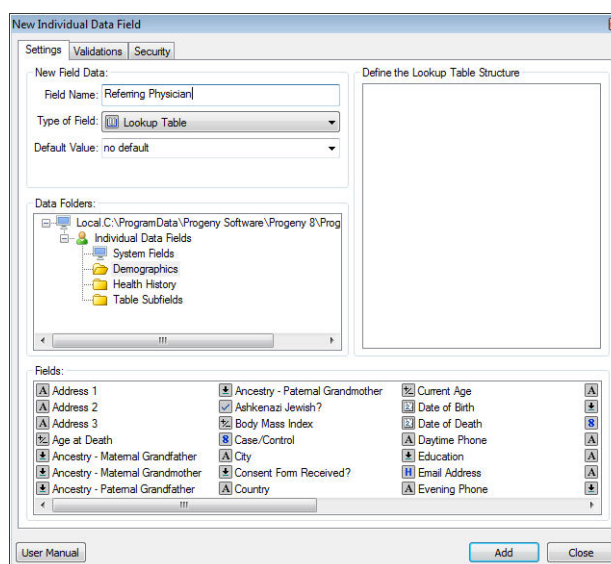 New Individual Data Field
Settings Validations Security
New Field Data:
Field Name: Referring Physician
Type of Field: Lookup Table
Default Value: no default
Define the Lookup Table Structure
Data Folders:
Local.C:\ProgramData\Progeny Software\Progeny 8\Prog
Individual Data Fields
System Fields
Demographics
Health History
Table Subfields
Fields:
A Address 1
A Address 2
A Address 3
Age at Death
Ancestry - Maternal Grandfather
Ancestry - Maternal Grandmother
Ancestry - Paternal Grandfather
Ancestry - Paternal Grandmother
Ashkenazi Jewish?
Body Mass Index
8 Case/Control
A City
Consent Form Received?
A Country
Current Age
Date of Birth
Date of Death
A Daytime Phone
Education
H Email Address
A Evening Phone
A
8
A
A
A
User Manual Add Close